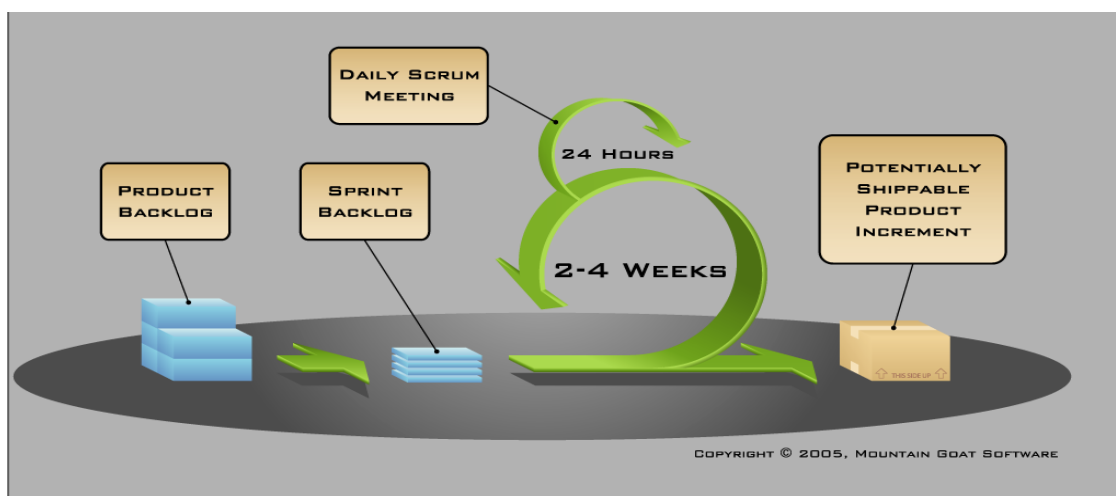 Daily Scrum
Meeting
24 Hours
Product
Backlog
Sprint
Backlog
Potentially
Shippable
Product
Increment
2-4 Weeks
THIS SIDE UP
Copyright © 2005, Mountain Goat Software